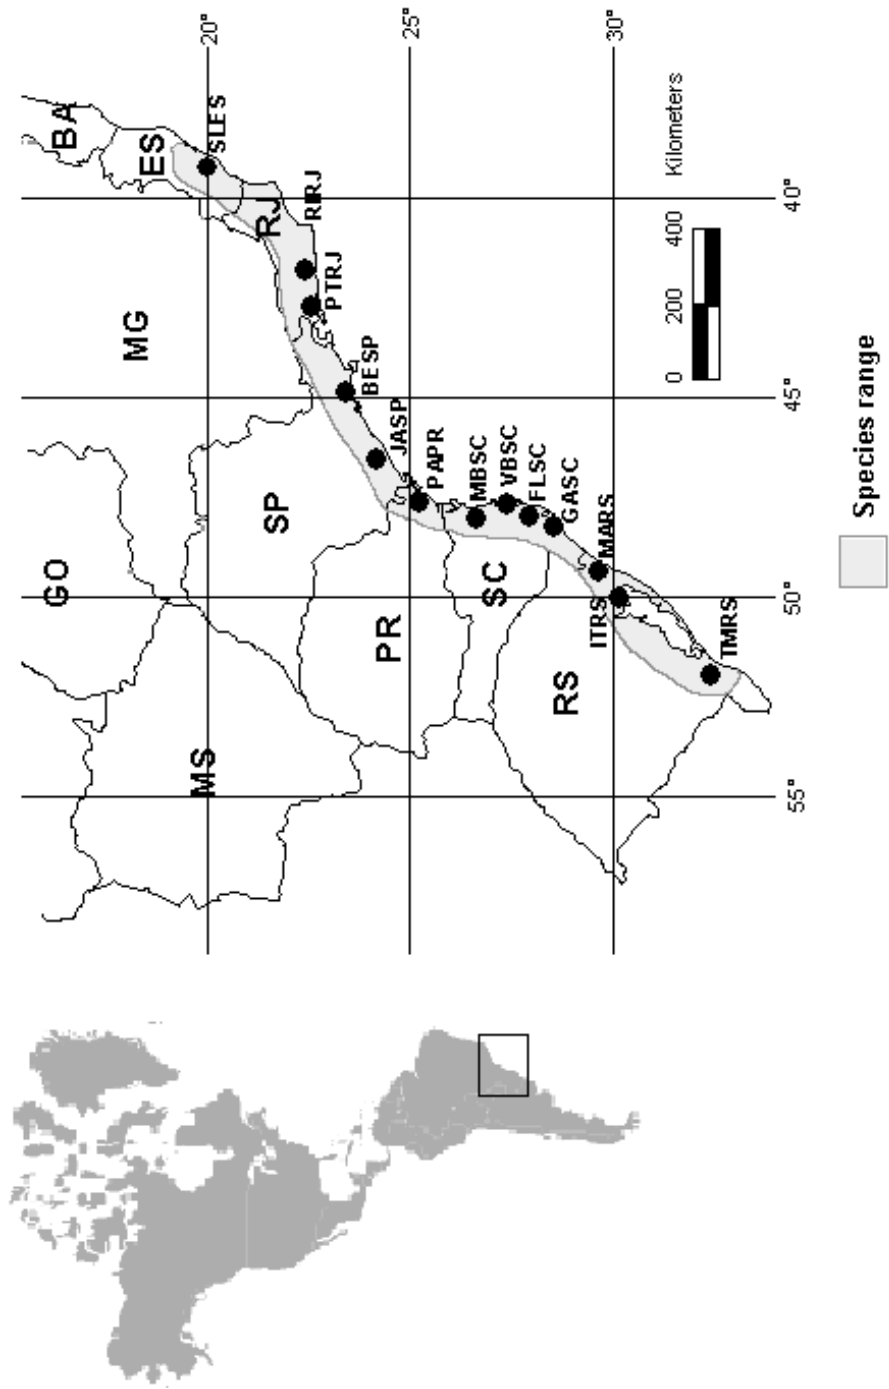 20°
25°
30°
BA
ES
SLES
RJ
RIRJ
PTRJ
MG
BESP
JASP
SP
PAPR
MBSC
VBSC
FLSC
GASC
GO
SC
MARS
PR
ITRS
TMRS
RS
MS
40°
45°
50°
55°
0 200 400 Kilometers
Species range